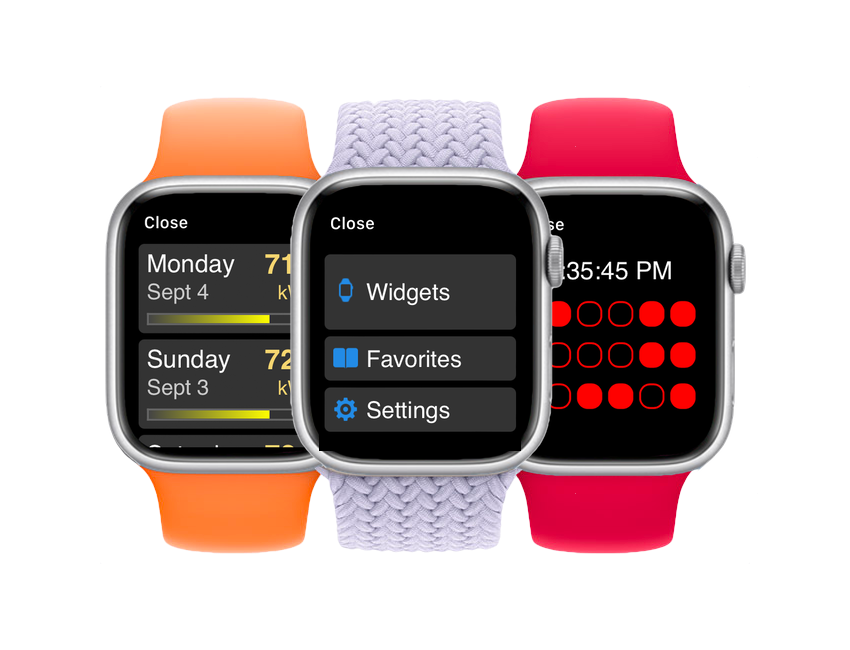 Close
Monday 71
Sept 4
Sunday 72
Sept 3
Close
Widgets
Favorites
Settings
:35:45 PM